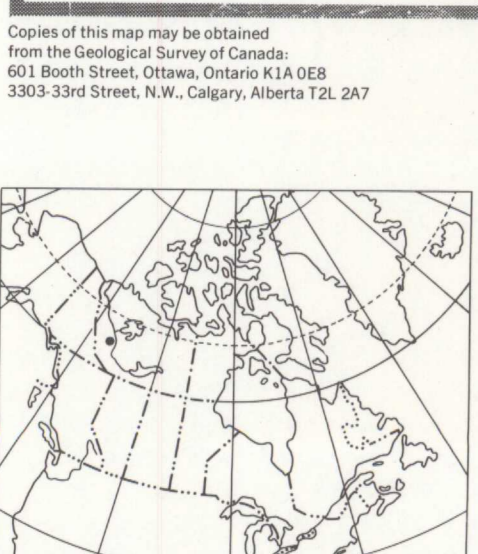 Copies of this map may be obtained
from the Geological Survey of Canada:
601 Booth Street, Ottawa, Ontario K1A 0E8
3303-33rd Street, N.W., Calgary, Alberta T2L 2A7